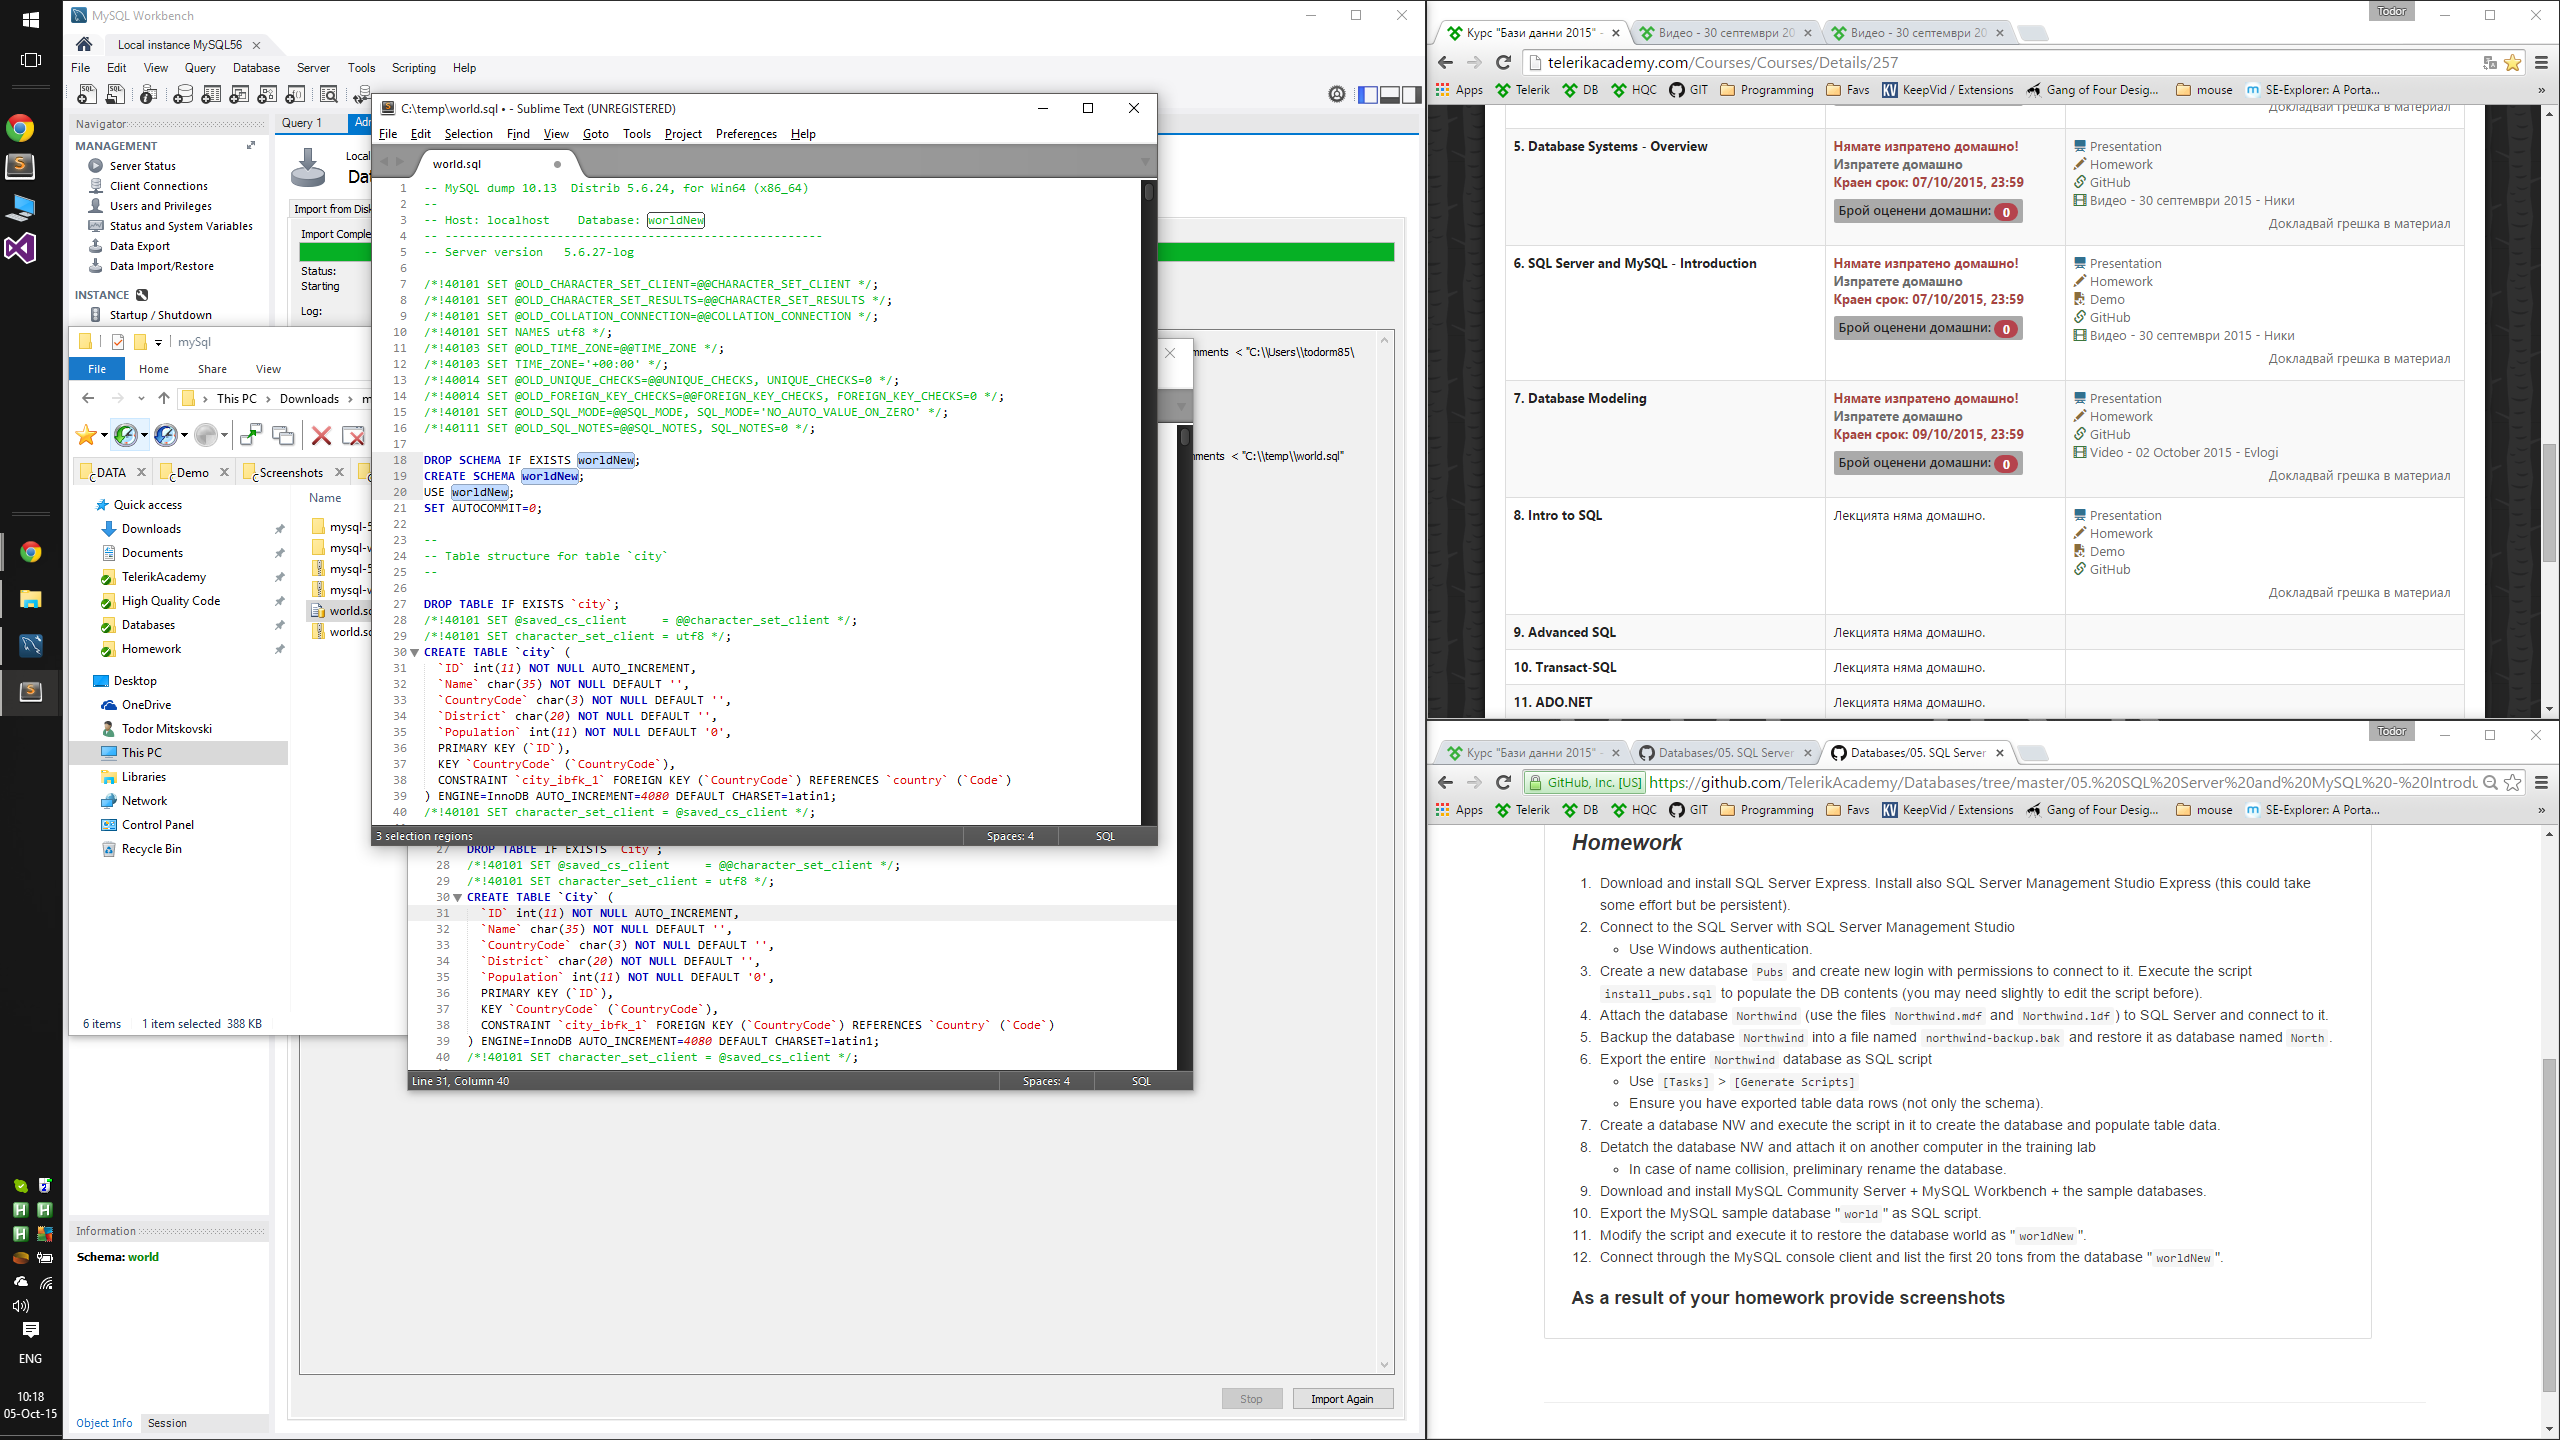 MySQL Workbench
Local instance MySQL56
File Edit View Query Database Server Tools Scripting Help
Navigator
MANAGEMENT
Server Status
Client Connections
Users and Privileges
Status and System Variables
Data Export
Data Import/Restore
INSTANCE
Startup / Shutdown
Query 1
Local
Import from Disk
Status:
Starting
Log:
mySql
File Home Share View
This PC > Downloads > m
DATA Demo Screenshots
Name
Quick access
Downloads
Documents
TelerikAcademy
High Quality Code
Databases
Homework
Desktop
OneDrive
Todor Mitskovski
This PC
Libraries
Network
Control Panel
Recycle Bin
mysql-5
mysql-w
mysql-5
mysql-w
world.sc
world.sc
6 items 1 item selected 388 KB
C:\temp\world.sql • - Sublime Text (UNREGISTERED)
File Edit Selection Find View Goto Tools Project Preferences Help
world.sql
1 -- MySQL dump 10.13  Distrib 5.6.24, for Win64 (x86_64)
2 --
3 -- Host: localhost    Database: worldNew
4 -- ------------------------------------------------------
5 -- Server version   5.6.27-log
6
7 /*!40101 SET @OLD_CHARACTER_SET_CLIENT=@@CHARACTER_SET_CLIENT */;
8 /*!40101 SET @OLD_CHARACTER_SET_RESULTS=@@CHARACTER_SET_RESULTS */;
9 /*!40101 SET @OLD_COLLATION_CONNECTION=@@COLLATION_CONNECTION */;
10 /*!40101 SET NAMES utf8 */;
11 /*!40103 SET @OLD_TIME_ZONE=@@TIME_ZONE */;
12 /*!40103 SET TIME_ZONE='+00:00' */;
13 /*!40014 SET @OLD_UNIQUE_CHECKS=@@UNIQUE_CHECKS, UNIQUE_CHECKS=0 */;
14 /*!40014 SET @OLD_FOREIGN_KEY_CHECKS=@@FOREIGN_KEY_CHECKS, FOREIGN_KEY_CHECKS=0 */;
15 /*!40101 SET @OLD_SQL_MODE=@@SQL_MODE, SQL_MODE='NO_AUTO_VALUE_ON_ZERO' */;
16 /*!40111 SET @OLD_SQL_NOTES=@@SQL_NOTES, SQL_NOTES=0 */;
17
18 DROP SCHEMA IF EXISTS worldNew;
19 CREATE SCHEMA worldNew;
20 USE worldNew;
21 SET AUTOCOMMIT=0;
22
23 --
24 -- Table structure for table `city`
25 --
26
27 DROP TABLE IF EXISTS `city`;
28 /*!40101 SET @saved_cs_client     = @@character_set_client */;
29 /*!40101 SET character_set_client = utf8 */;
30 CREATE TABLE `city` (
31 `ID` int(11) NOT NULL AUTO_INCREMENT,
32 `Name` char(35) NOT NULL DEFAULT '',
33 `CountryCode` char(3) NOT NULL DEFAULT '',
34 `District` char(20) NOT NULL DEFAULT '',
35 `Population` int(11) NOT NULL DEFAULT '0',
36 PRIMARY KEY (`ID`),
37 KEY `CountryCode` (`CountryCode`),
38 CONSTRAINT `city_ibfk_1` FOREIGN KEY (`CountryCode`) REFERENCES `country` (`Code`)
39 ) ENGINE=InnoDB AUTO_INCREMENT=4080 DEFAULT CHARSET=latin1;
40 /*!40101 SET character_set_client = @saved_cs_client */;
3 selection regions Spaces: 4 SQL
mments < "C:\\Users\\todorm85\
mments < "C:\\temp\\world.sql"
27 DROP TABLE IF EXISTS `City`;
28 /*!40101 SET @saved_cs_client     = @@character_set_client */;
29 /*!40101 SET character_set_client = utf8 */;
30 CREATE TABLE `City` (
31 `ID` int(11) NOT NULL AUTO_INCREMENT,
32 `Name` char(35) NOT NULL DEFAULT '',
33 `CountryCode` char(3) NOT NULL DEFAULT '',
34 `District` char(20) NOT NULL DEFAULT '',
35 `Population` int(11) NOT NULL DEFAULT '0',
36 PRIMARY KEY (`ID`),
37 KEY `CountryCode` (`CountryCode`),
38 CONSTRAINT `city_ibfk_1` FOREIGN KEY (`CountryCode`) REFERENCES `Country` (`Code`)
39 ) ENGINE=InnoDB AUTO_INCREMENT=4080 DEFAULT CHARSET=latin1;
40 /*!40101 SET character_set_client = @saved_cs_client */;
Line 31, Column 40 Spaces: 4 SQL
Information
Schema: world
Object Info Session
Stop Import Again
ENG
10:18
05-Oct-15
Todor
Курс "Бази данни 2015" - Видео - 30 септември 20 Видео - 30 септември 20
telerikacademy.com/Courses/Courses/Details/257
Apps Telerik DB HQC GIT Programming Favs KeepVid / Extensions Gang of Four Desig... mouse SE-Explorer: A Porta... »
Докладвай грешка в материал
5. Database Systems - Overview
Нямате изпратено домашно!
Изпратете домашно
Краен срок: 07/10/2015, 23:59
Брой оценени домашни: 0
Presentation
Homework
GitHub
Видео - 30 септември 2015 - Ники
Докладвай грешка в материал
6. SQL Server and MySQL - Introduction
Нямате изпратено домашно!
Изпратете домашно
Краен срок: 07/10/2015, 23:59
Брой оценени домашни: 0
Presentation
Homework
Demo
GitHub
Видео - 30 септември 2015 - Ники
Докладвай грешка в материал
7. Database Modeling
Нямате изпратено домашно!
Изпратете домашно
Краен срок: 09/10/2015, 23:59
Брой оценени домашни: 0
Presentation
Homework
GitHub
Video - 02 October 2015 - Evlogi
Докладвай грешка в материал
8. Intro to SQL
Лекцията няма домашно.
Presentation
Homework
Demo
GitHub
Докладвай грешка в материал
9. Advanced SQL Лекцията няма домашно.
10. Transact-SQL Лекцията няма домашно.
11. ADO.NET Лекцията няма домашно.
Todor
Курс "Бази данни 2015" - Databases/05. SQL Server Databases/05. SQL Server
GitHub, Inc. [US] https://github.com/TelerikAcademy/Databases/tree/master/05.%20SQL%20Server%20and%20MySQL%20-%20Introdu
Apps Telerik DB HQC GIT Programming Favs KeepVid / Extensions Gang of Four Desig... mouse SE-Explorer: A Porta... »
Homework
1. Download and install SQL Server Express. Install also SQL Server Management Studio Express (this could take
some effort but be persistent).
2. Connect to the SQL Server with SQL Server Management Studio
Use Windows authentication.
3. Create a new database Pubs and create new login with permissions to connect to it. Execute the script
install_pubs.sql to populate the DB contents (you may need slightly to edit the script before).
4. Attach the database Northwind (use the files Northwind.mdf and Northwind.ldf ) to SQL Server and connect to it.
5. Backup the database Northwind into a file named northwind-backup.bak and restore it as database named North .
6. Export the entire Northwind database as SQL script
Use [Tasks] > [Generate Scripts]
Ensure you have exported table data rows (not only the schema).
7. Create a database NW and execute the script in it to create the database and populate table data.
8. Detatch the database NW and attach it on another computer in the training lab
In case of name collision, preliminary rename the database.
9. Download and install MySQL Community Server + MySQL Workbench + the sample databases.
10. Export the MySQL sample database " world " as SQL script.
11. Modify the script and execute it to restore the database world as " worldNew ".
12. Connect through the MySQL console client and list the first 20 tons from the database " worldNew ".
As a result of your homework provide screenshots